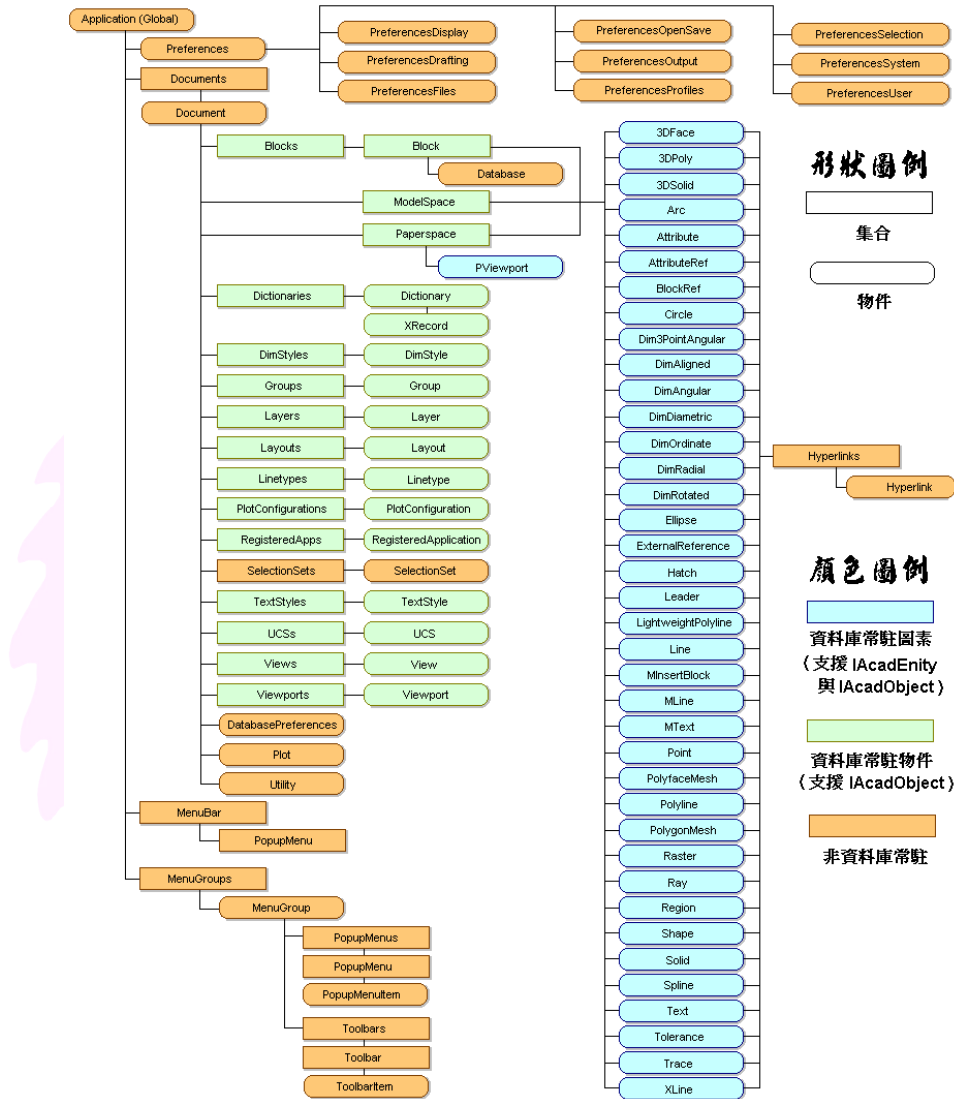 Application (Global)
Preferences
PreferencesDisplay
PreferencesDrafting
PreferencesFiles
PreferencesOpenSave
PreferencesOutput
PreferencesProfiles
PreferencesSelection
PreferencesSystem
PreferencesUser
Documents
Document
Blocks
Block
Database
ModelSpace
Paperspace
PViewport
Dictionaries
Dictionary
XRecord
DimStyles
DimStyle
Groups
Group
Layers
Layer
Layouts
Layout
Linetypes
Linetype
PlotConfigurations
PlotConfiguration
RegisteredApps
RegisteredApplication
SelectionSets
SelectionSet
TextStyles
TextStyle
UCSs
UCS
Views
View
Viewports
Viewport
DatabasePreferences
Plot
Utility
MenuBar
PopupMenu
MenuGroups
MenuGroup
PopupMenus
PopupMenu
PopupMenuItem
Toolbars
Toolbar
ToolbarItem
3DFace
3DPoly
3DSolid
Arc
Attribute
AttributeRef
BlockRef
Circle
Dim3PointAngular
DimAligned
DimAngular
DimDiametric
DimOrdinate
DimRadial
DimRotated
Ellipse
ExternalReference
Hatch
Leader
LightweightPolyline
Line
MInsertBlock
MLine
MText
Point
PolyfaceMesh
Polyline
PolygonMesh
Raster
Ray
Region
Shape
Solid
Spline
Text
Tolerance
Trace
XLine
Hyperlinks
Hyperlink
形狀圖例
集合
物件
顏色圖例
資料庫常駐圖素
(支援 IAcadEnity
與 IAcadObject)
資料庫常駐物件
(支援 IAcadObject)
非資料庫常駐